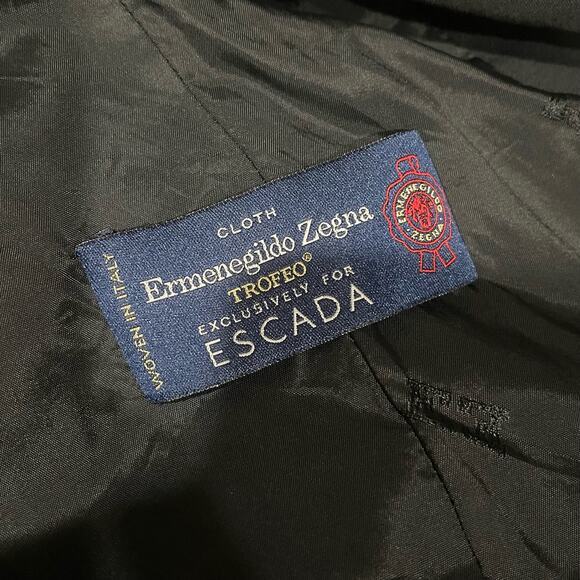 CLOTH
Ermenegildo Zegna
TROFEO®
EXCLUSIVELY FOR
ESCADA
WOVEN IN ITALY
ERMENEGILDO
ZEGNA